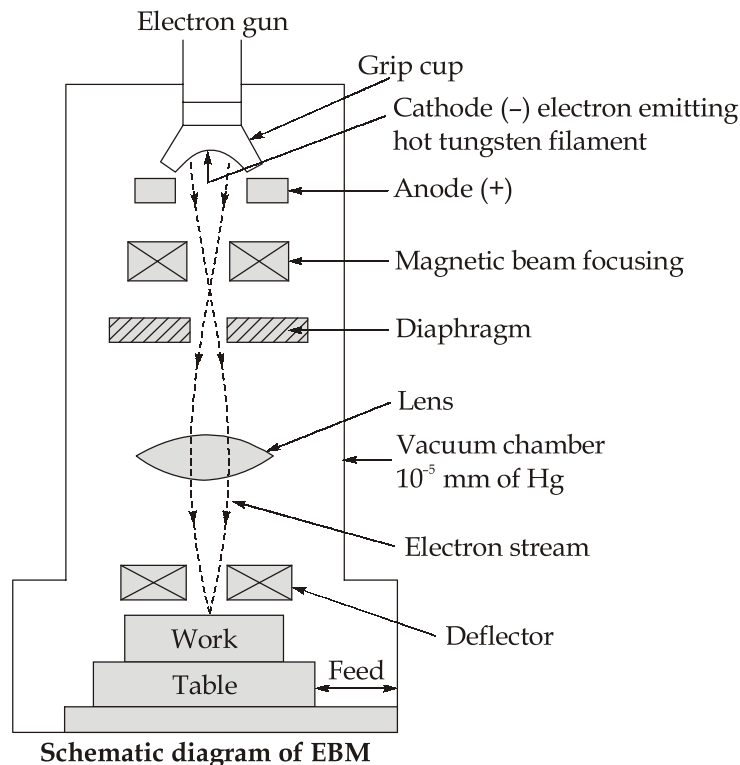 Electron gun
Grip cup
Cathode (–) electron emitting
hot tungsten filament
Anode (+)
Magnetic beam focusing
Diaphragm
Lens
Vacuum chamber
10⁻⁵ mm of Hg
Electron stream
Deflector
Work
Feed
Table
Schematic diagram of EBM